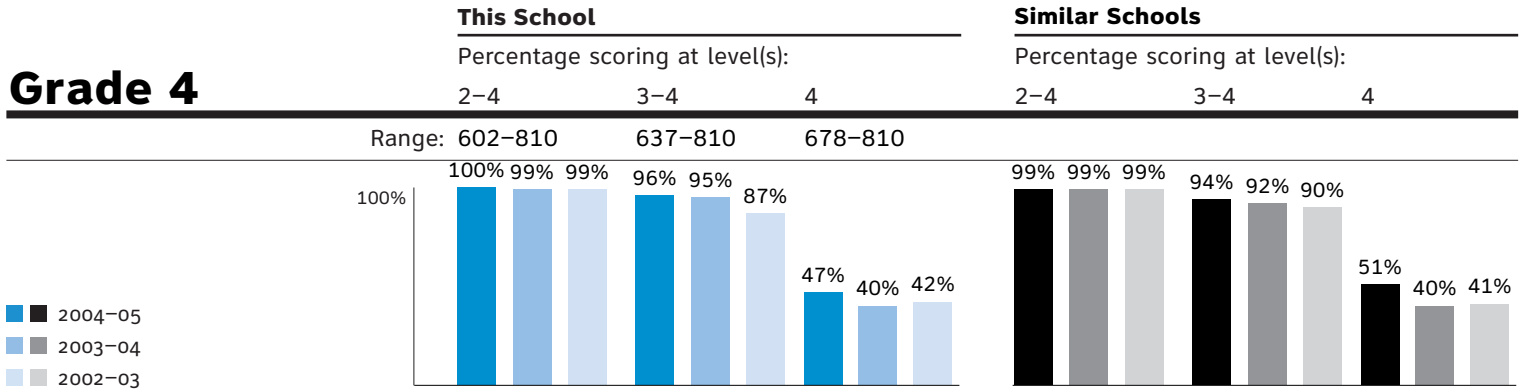 This School Similar Schools
Percentage scoring at level(s): Percentage scoring at level(s):
Grade 4 2–4 3–4 4 2–4 3–4 4
Range: 602–810 637–810 678–810
100% 99% 99% 96% 95% 87% 99% 99% 99% 94% 92% 90%
100%
47% 40% 42% 51% 40% 41%
2004–05
2003–04
2002–03